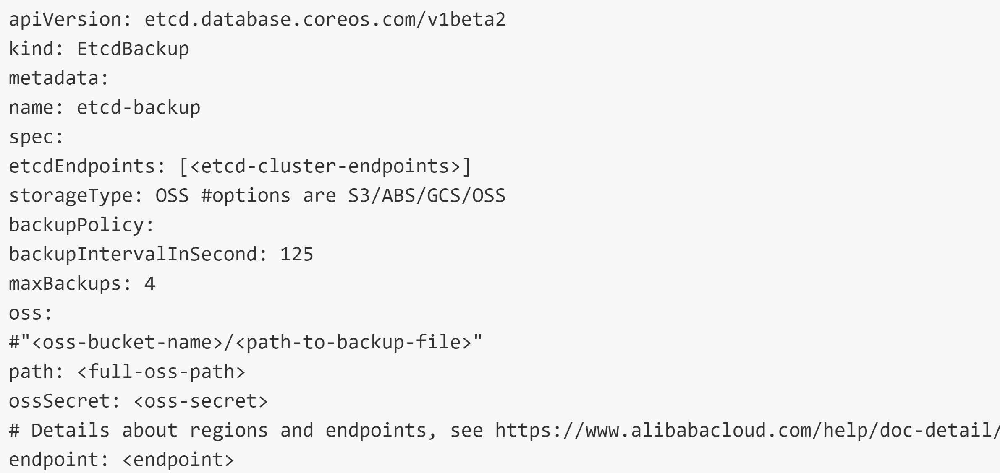 apiVersion: etcd.database.coreos.com/v1beta2
kind: EtcdBackup
metadata:
name: etcd-backup
spec:
etcdEndpoints: [<etcd-cluster-endpoints>]
storageType: OSS #options are S3/ABS/GCS/OSS
backupPolicy:
backupIntervalInSecond: 125
maxBackups: 4
oss:
#"<oss-bucket-name>/<path-to-backup-file>"
path: <full-oss-path>
ossSecret: <oss-secret>
# Details about regions and endpoints, see https://www.alibabacloud.com/help/doc-detail/
endpoint: <endpoint>